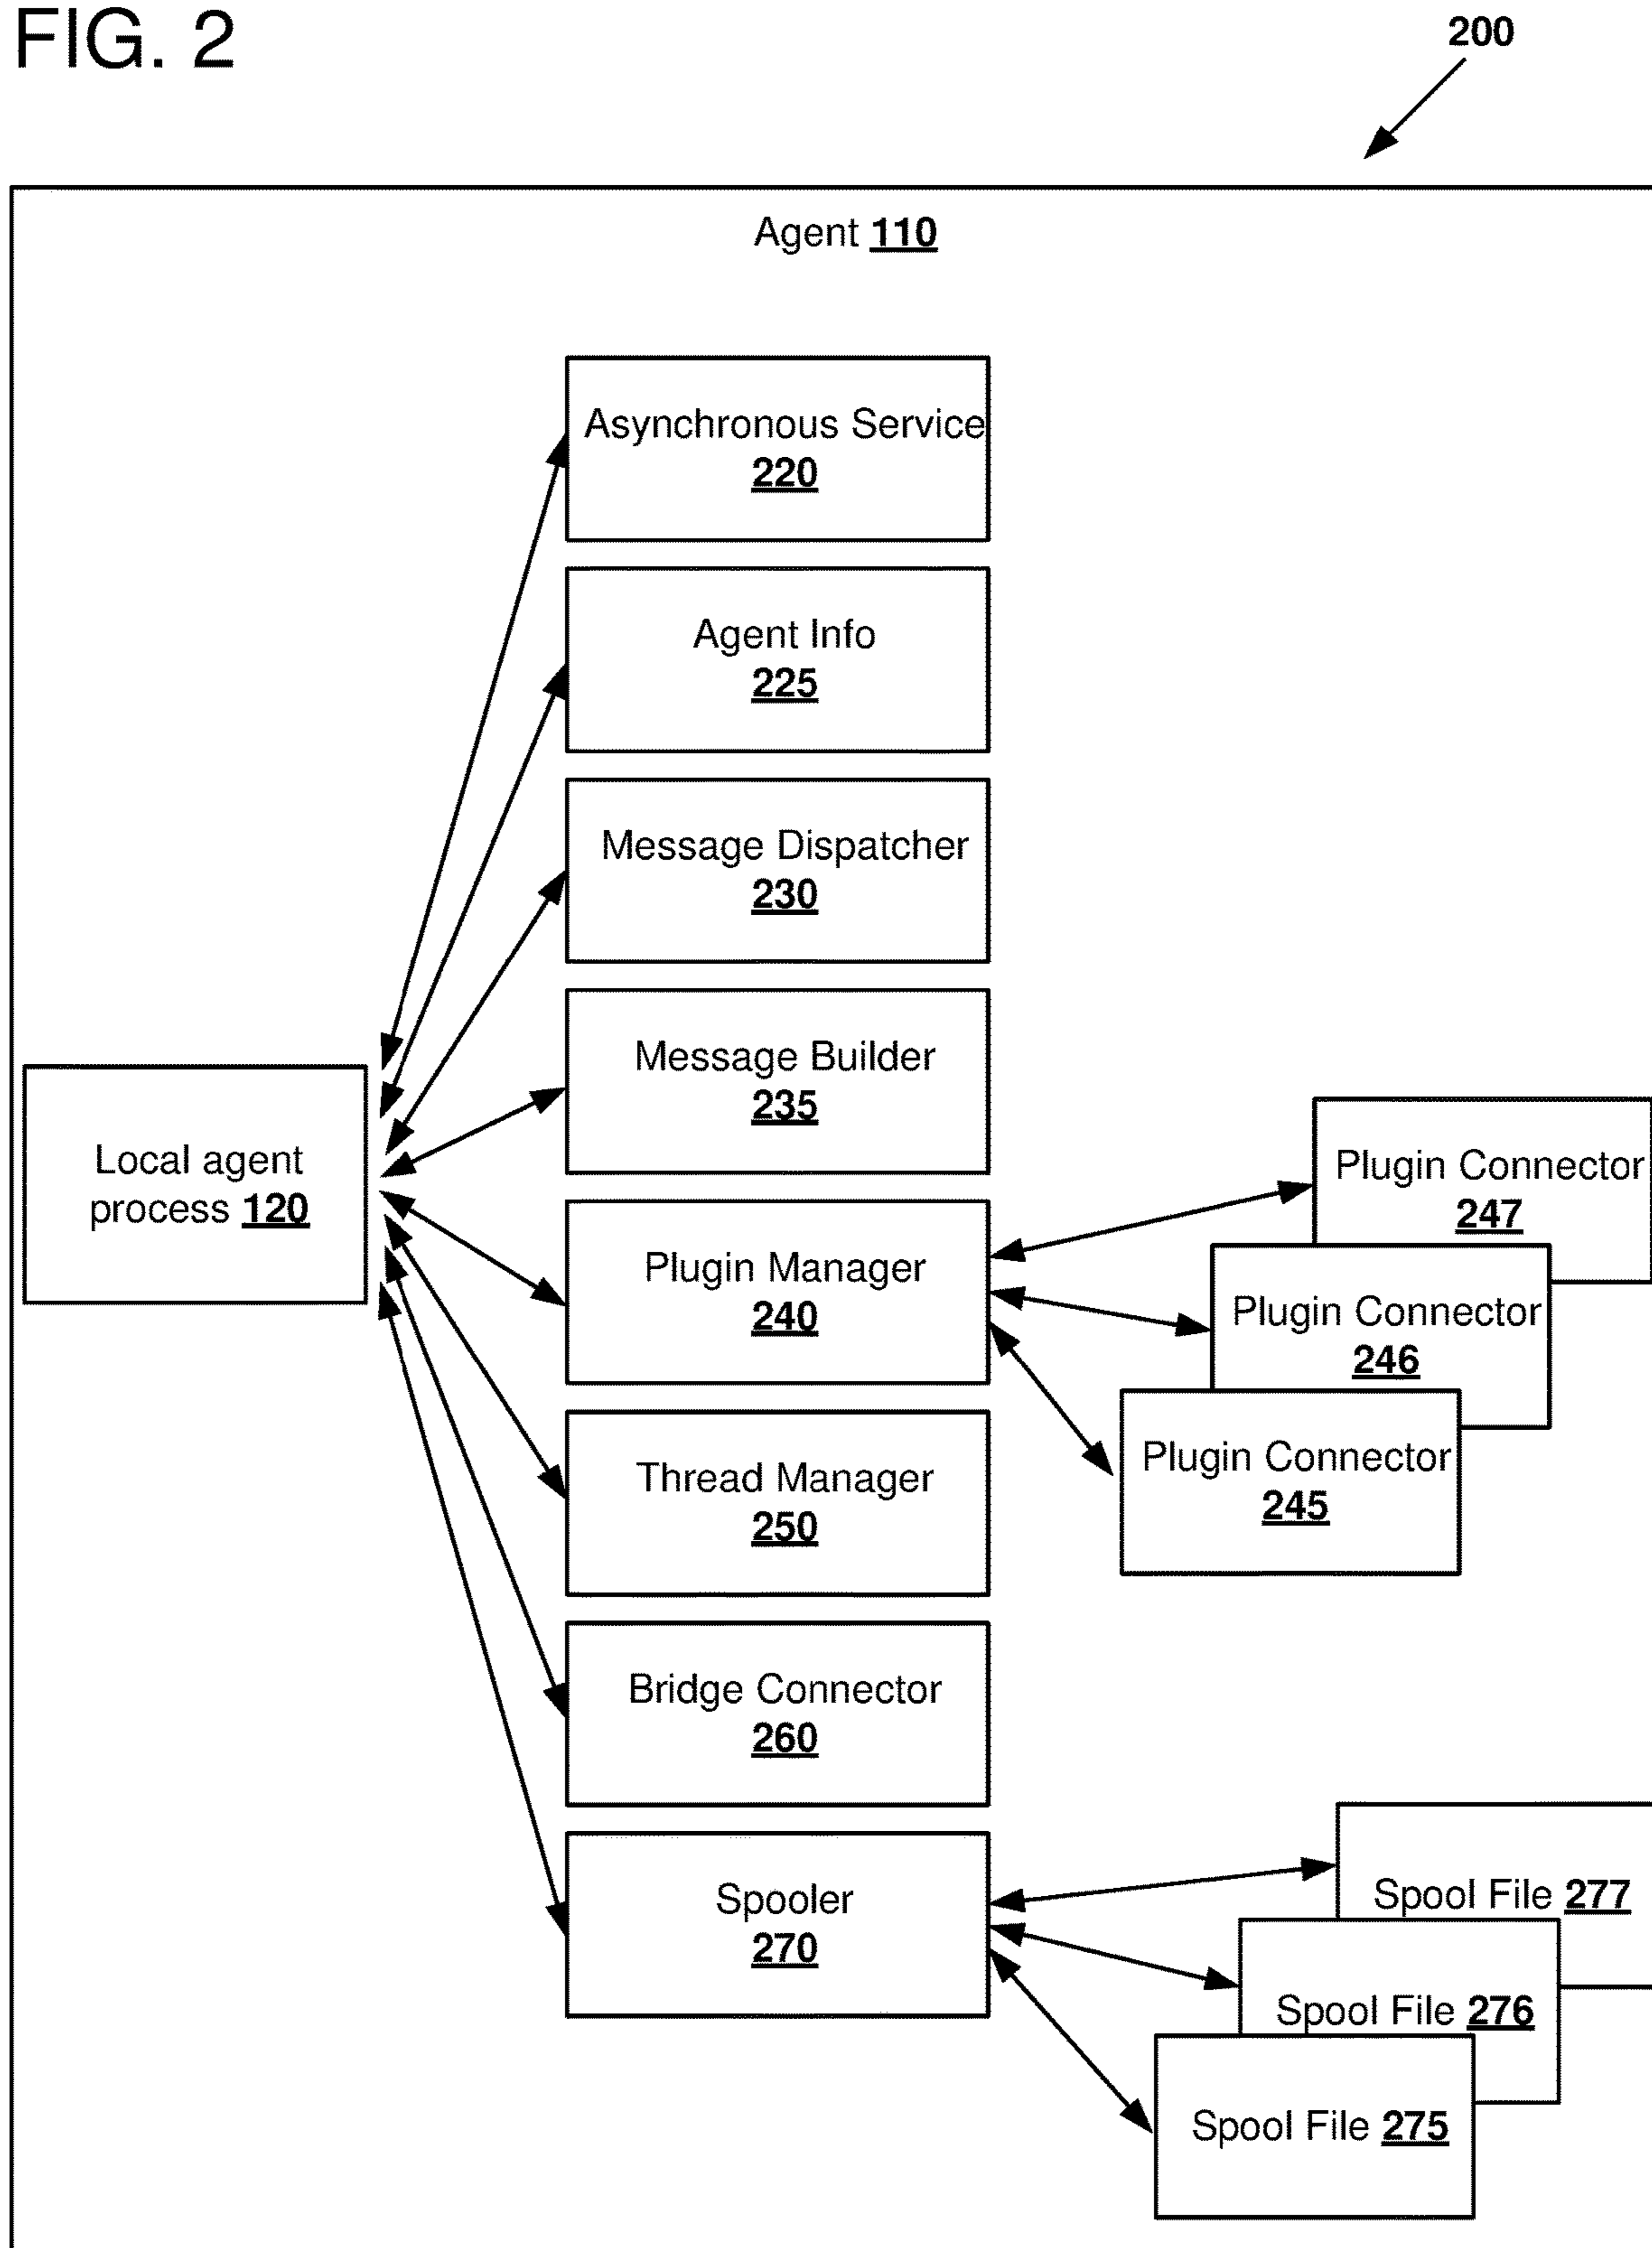 FIG. 2
200
Agent 110
Asynchronous Service
220
Agent Info
225
Message Dispatcher
230
Message Builder
235
Local agent
process 120
Plugin Manager
240
Plugin Connector
247
Plugin Connector
246
Plugin Connector
245
Thread Manager
250
Bridge Connector
260
Spooler
270
Spool File 277
Spool File 276
Spool File 275